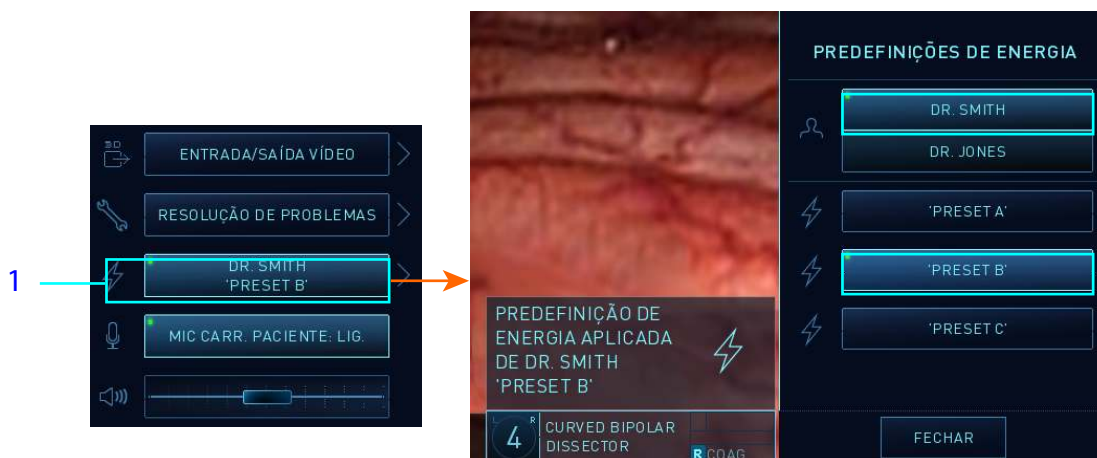 1
3D
ENTRADA/SAÍDA VÍDEO
RESOLUÇÃO DE PROBLEMAS
DR. SMITH
'PRESET B'
MIC CARR. PACIENTE: LIG.
PREDEFINIÇÃO DE
ENERGIA APLICADA
DE DR. SMITH
'PRESET B'
L R
4
CURVED BIPOLAR
DISSECTOR
R COAG
PREDEFINIÇÕES DE ENERGIA
DR. SMITH
DR. JONES
'PRESET A'
'PRESET B'
'PRESET C'
FECHAR